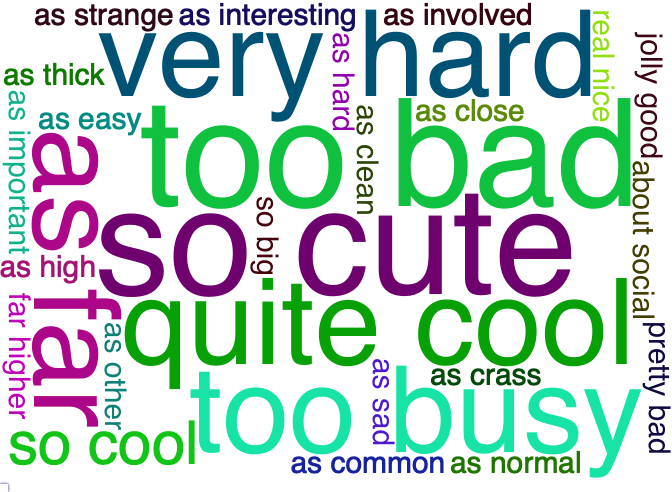 as strange
as interesting
as involved
very hard
real nice
jolly good
as thick
as hard
as important
as easy
too bad
as close
as clean
as far
so cute
so big
about social
as high
far higher
as other
quite cool
pretty bad
as sad
as crass
too busy
so cool
as common
as normal